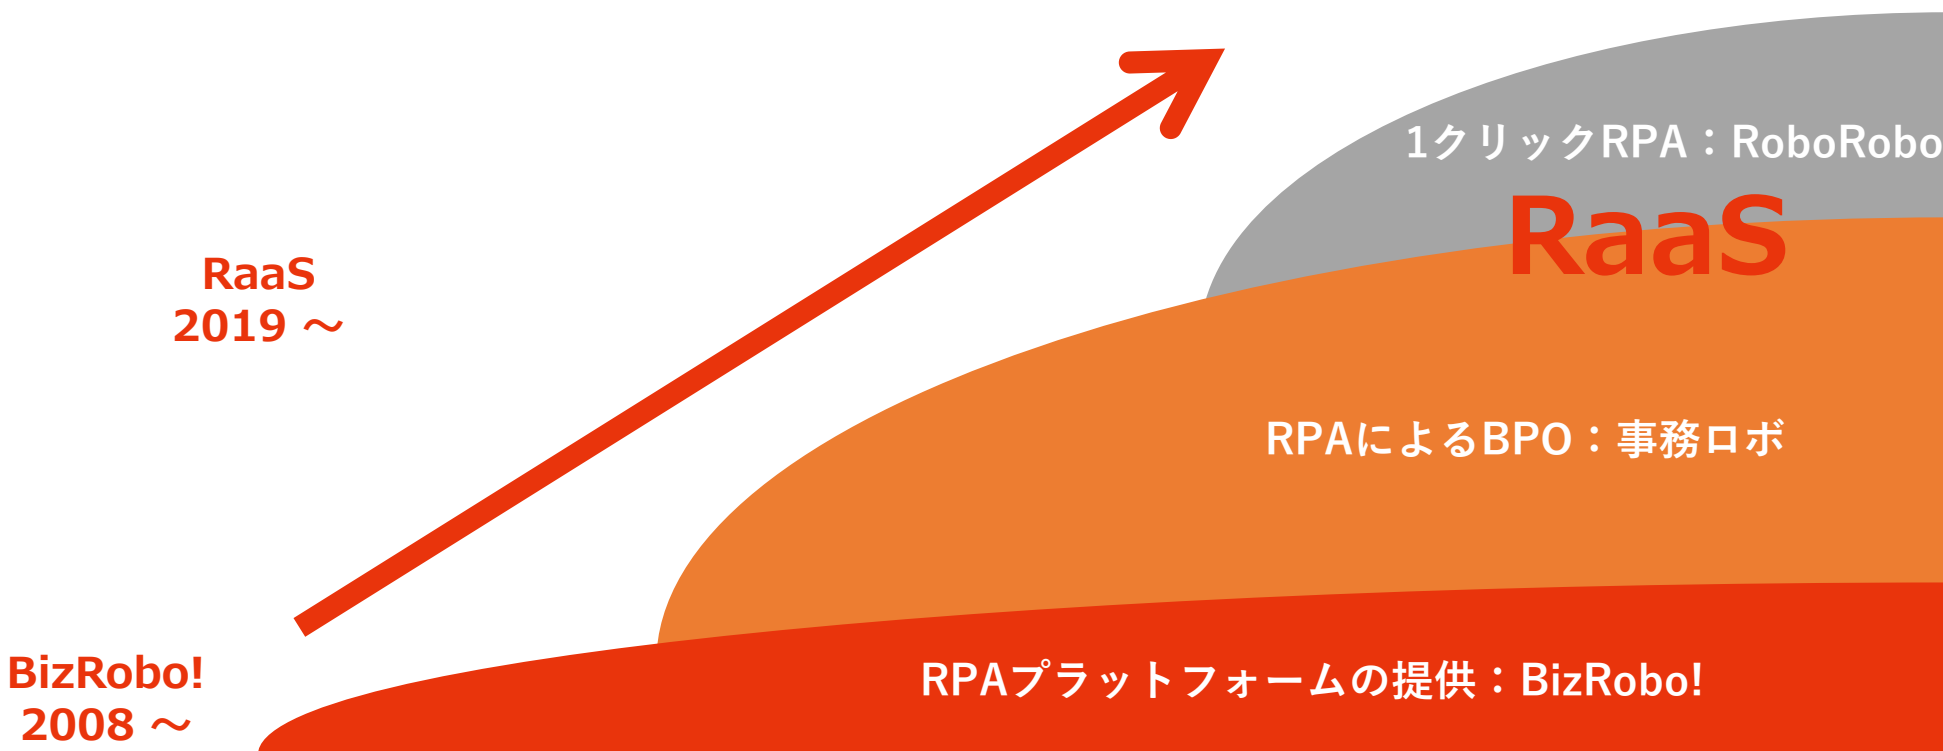 1クリックRPA：RoboRobo
RaaS
RaaS
2019 ～
RPAによるBPO：事務ロボ
BizRobo!
2008 ～
RPAプラットフォームの提供：BizRobo!